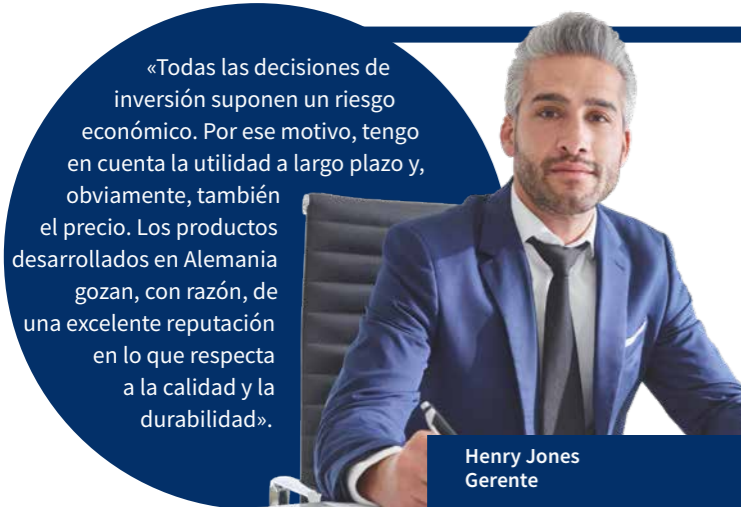 «Todas las decisiones de
inversión suponen un riesgo
económico. Por ese motivo, tengo
en cuenta la utilidad a largo plazo y,
obviamente, también
el precio. Los productos
desarrollados en Alemania
gozan, con razón, de
una excelente reputación
en lo que respecta
a la calidad y la
durabilidad».
Henry Jones
Gerente